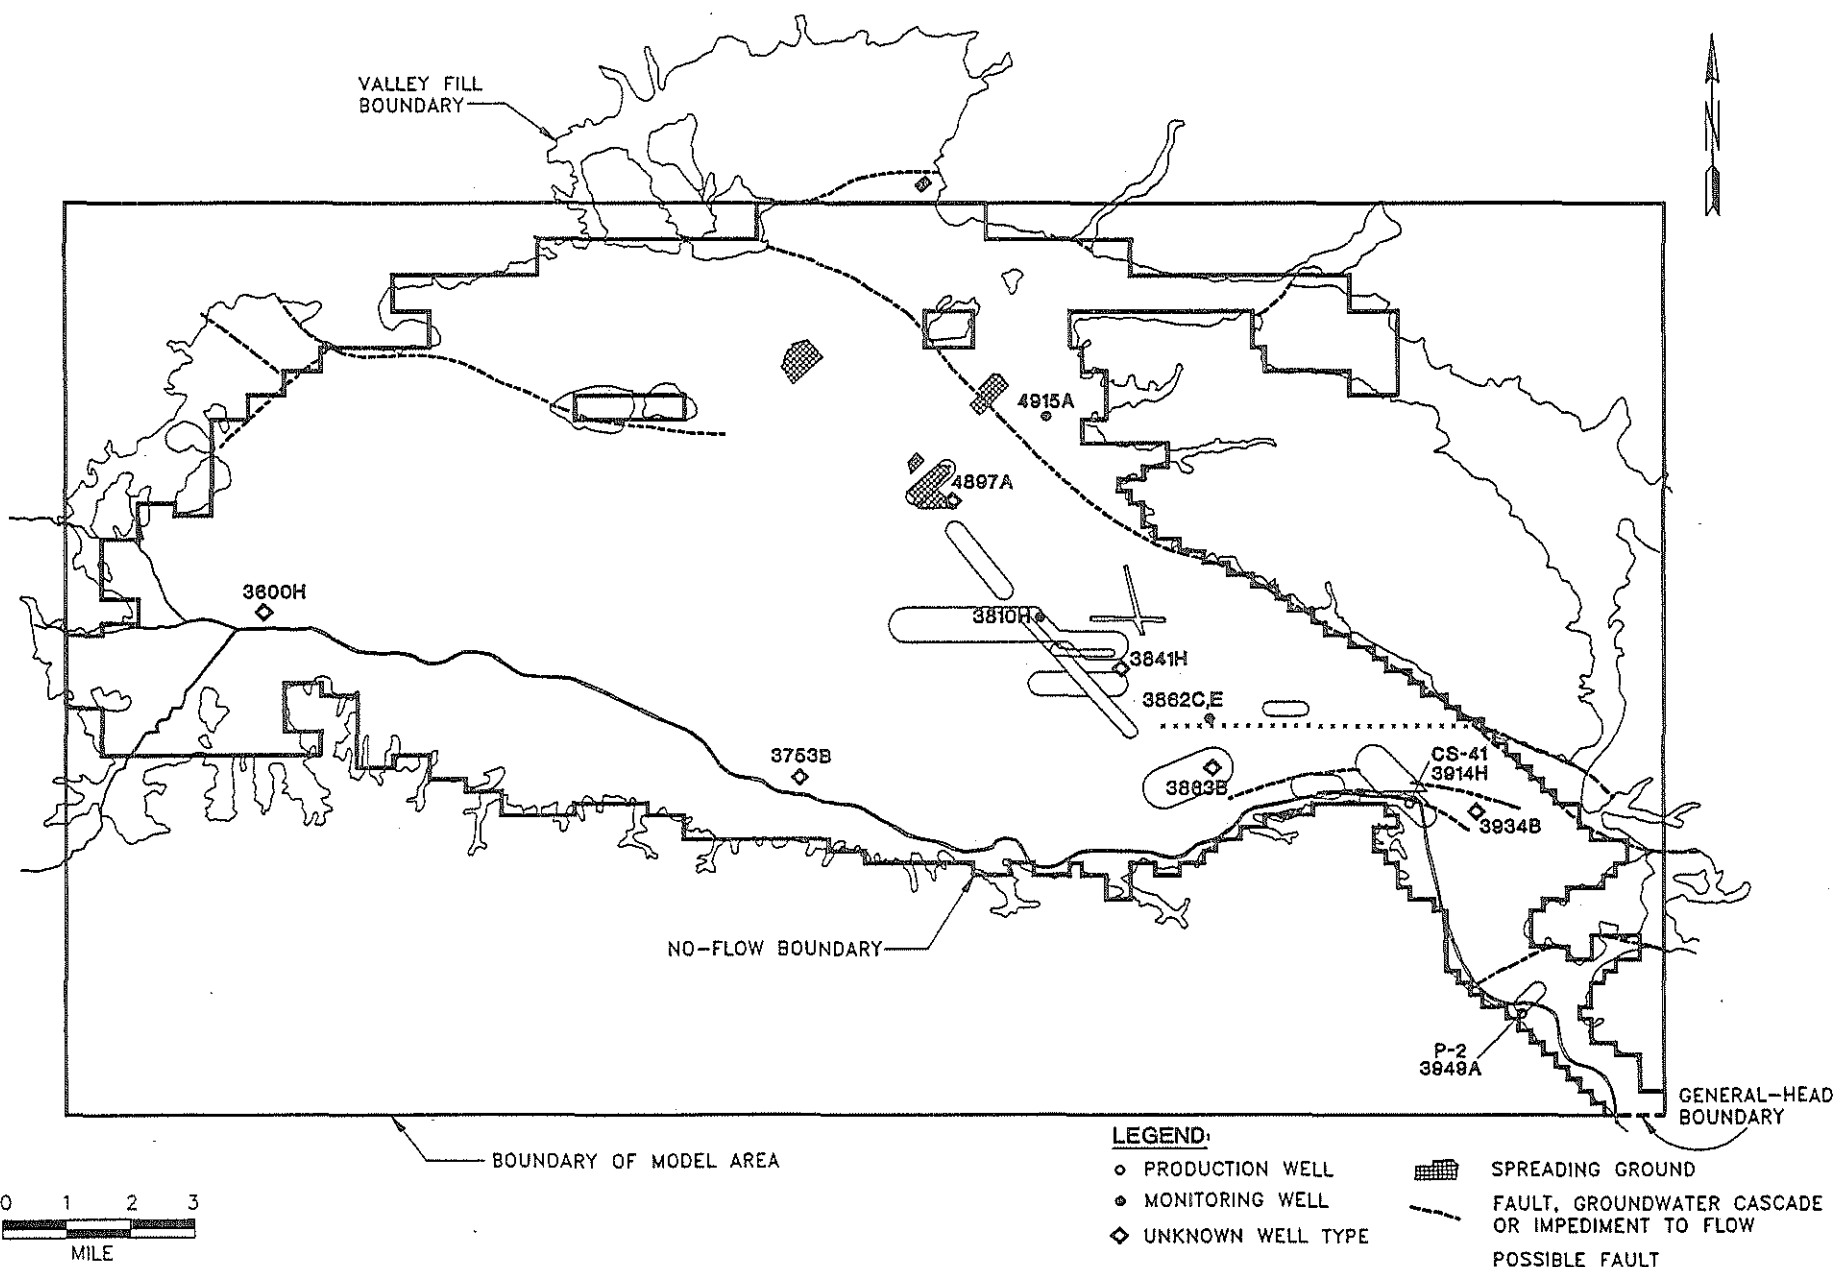 VALLEY FILL
BOUNDARY
N
4915A
4897A
3600H
3810H
3841H
3862C,E
3753B
3863B
CS-41
3914H
3934B
NO-FLOW BOUNDARY
P-2
3949A
GENERAL-HEAD
BOUNDARY
BOUNDARY OF MODEL AREA
0 1 2 3
MILE
LEGEND:
PRODUCTION WELL
MONITORING WELL
UNKNOWN WELL TYPE
SPREADING GROUND
FAULT, GROUNDWATER CASCADE
OR IMPEDIMENT TO FLOW
POSSIBLE FAULT